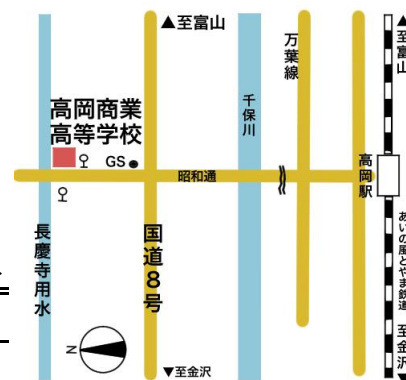 ▲至富山
万葉線
▲至富山
千保川
高岡商業
高等学校
GS
昭和通
高岡駅
長慶寺用水
国道8号
あいの風とやま鉄道
N
▼至金沢
▼至金沢